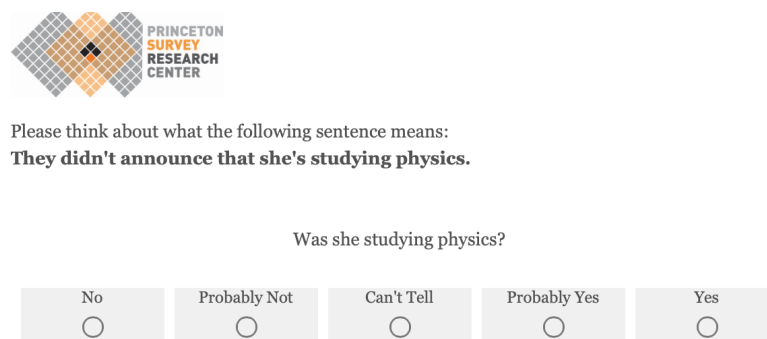 PRINCETON
SURVEY
RESEARCH
CENTER
Please think about what the following sentence means:
They didn't announce that she's studying physics.
Was she studying physics?
No Probably Not Can't Tell Probably Yes Yes